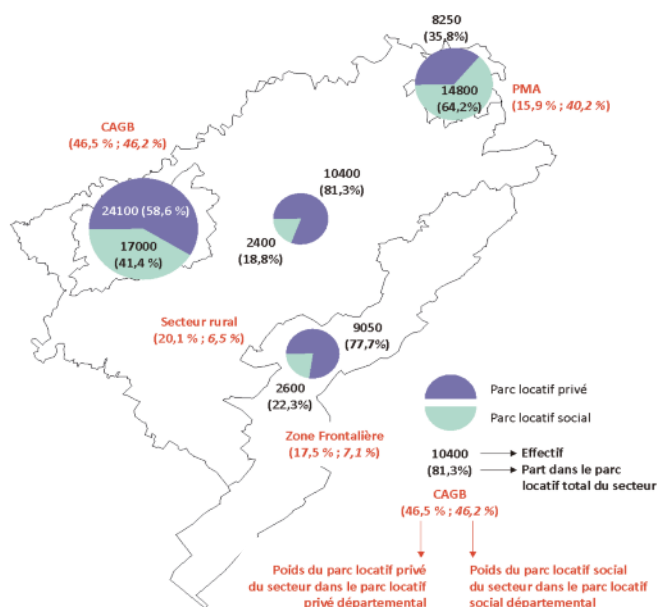 8250
(35,8%)
14800
(64,2%)
PMA
(15,9 % ; 40,2 %)
CAGB
(46,5 % ; 46,2 %)
24100 (58,6 %)
17000
(41,4 %)
10400
(81,3%)
2400
(18,8%)
Secteur rural
(20,1 % ; 6,5 %)
9050
(77,7%)
2600
(22,3%)
Zone Frontalière
(17,5 % ; 7,1 %)
Parc locatif privé
Parc locatif social
10400 Effectif
(81,3%) Part dans le parc
locatif total du secteur
CAGB
(46,5 % ; 46,2 %)
Poids du parc locatif privé
du secteur dans le parc locatif
privé départemental
Poids du parc locatif social
du secteur dans le parc locatif
social départemental